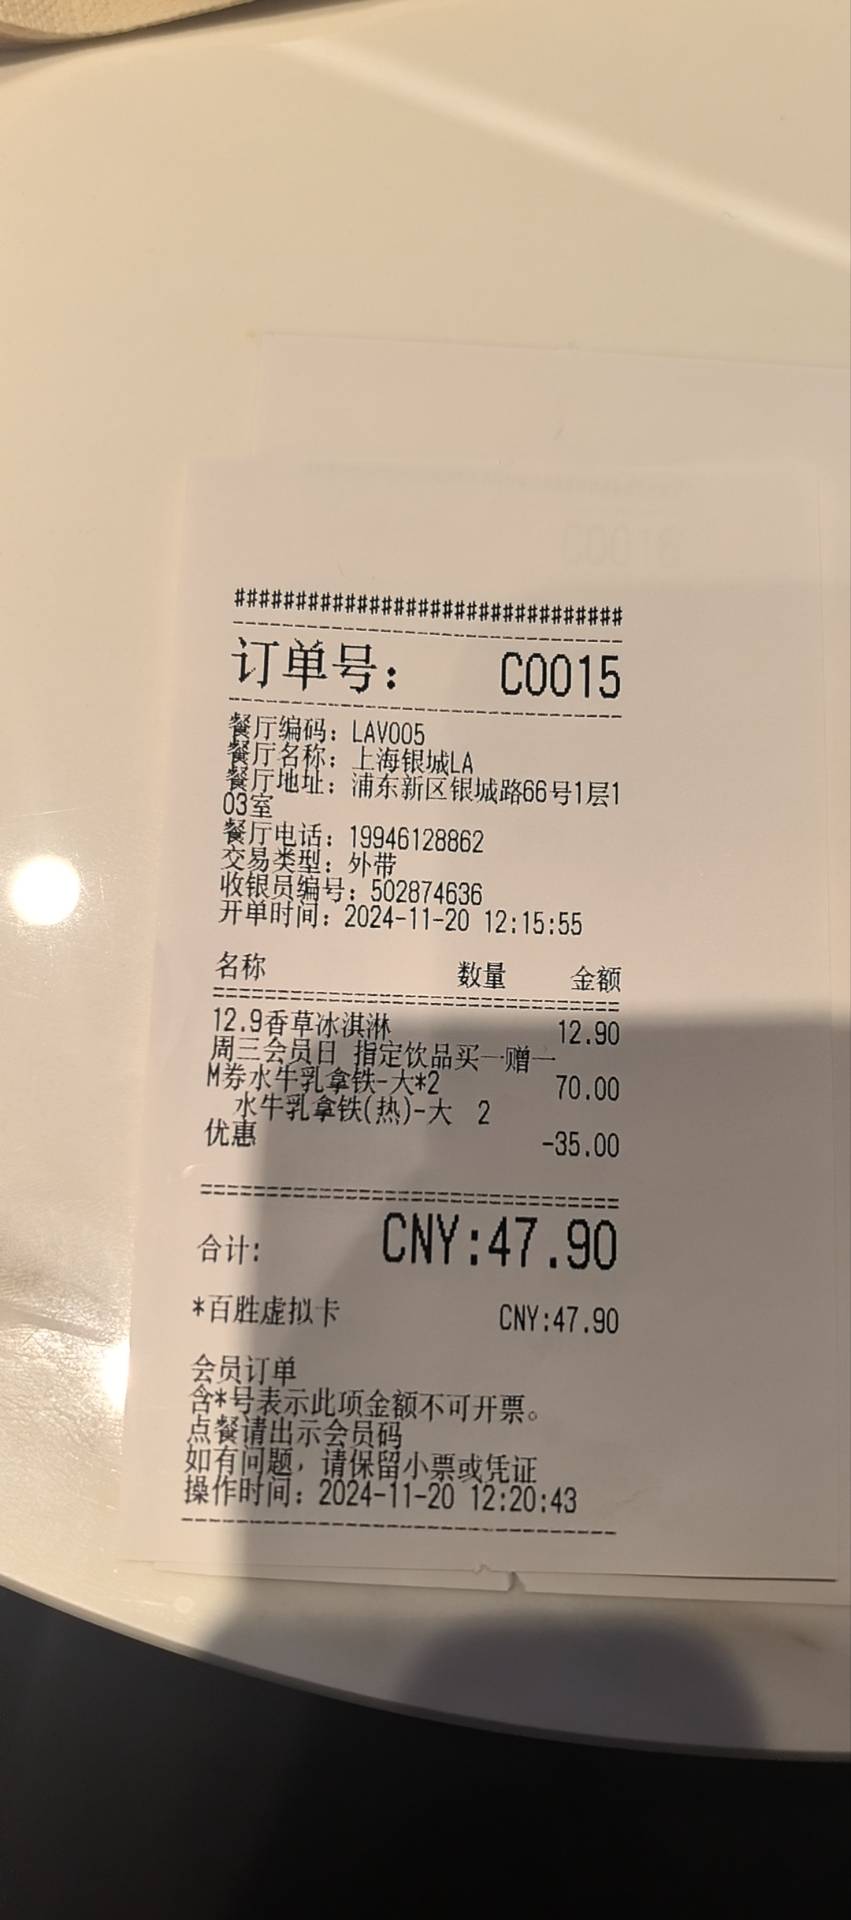 ################################
订单号： C0015
餐厅编码：LAV005
餐厅名称：上海银城LA
餐厅地址：浦东新区银城路66号1层1
03室
餐厅电话：19946128862
交易类型：外带
收银员编号：502874636
开单时间：2024-11-20 12:15:55
名称 数量 金额
================================
12.9香草冰淇淋 12.90
周三会员日 指定饮品买一赠一
M券水牛乳拿铁-大*2 70.00
水牛乳拿铁(热)-大 2
优惠 -35.00
================================
合计: CNY:47.90
*百胜虚拟卡 CNY:47.90
会员订单
含*号表示此项金额不可开票。
点餐请出示会员码
如有问题，请保留小票或凭证
操作时间：2024-11-20 12:20:43